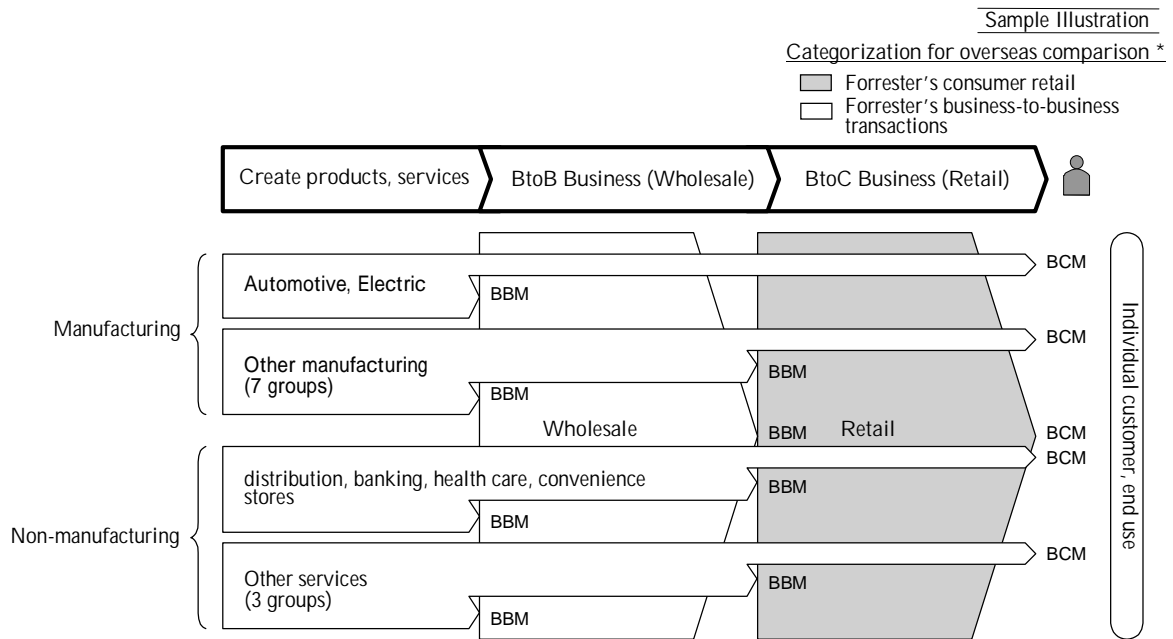 Sample Illustration
Categorization for overseas comparison *
Forrester's consumer retail
Forrester's business-to-business
transactions
Create products, services
BtoB Business (Wholesale)
BtoC Business (Retail)
Manufacturing
Automotive, Electric
BBM
BCM
Other manufacturing
(7 groups)
BBM
BBM
BCM
Wholesale
BBM
Retail
BCM
Non-manufacturing
distribution, banking, health care, convenience
stores
BBM
BBM
BCM
Other services
(3 groups)
BBM
BBM
BCM
Individual customer, end use